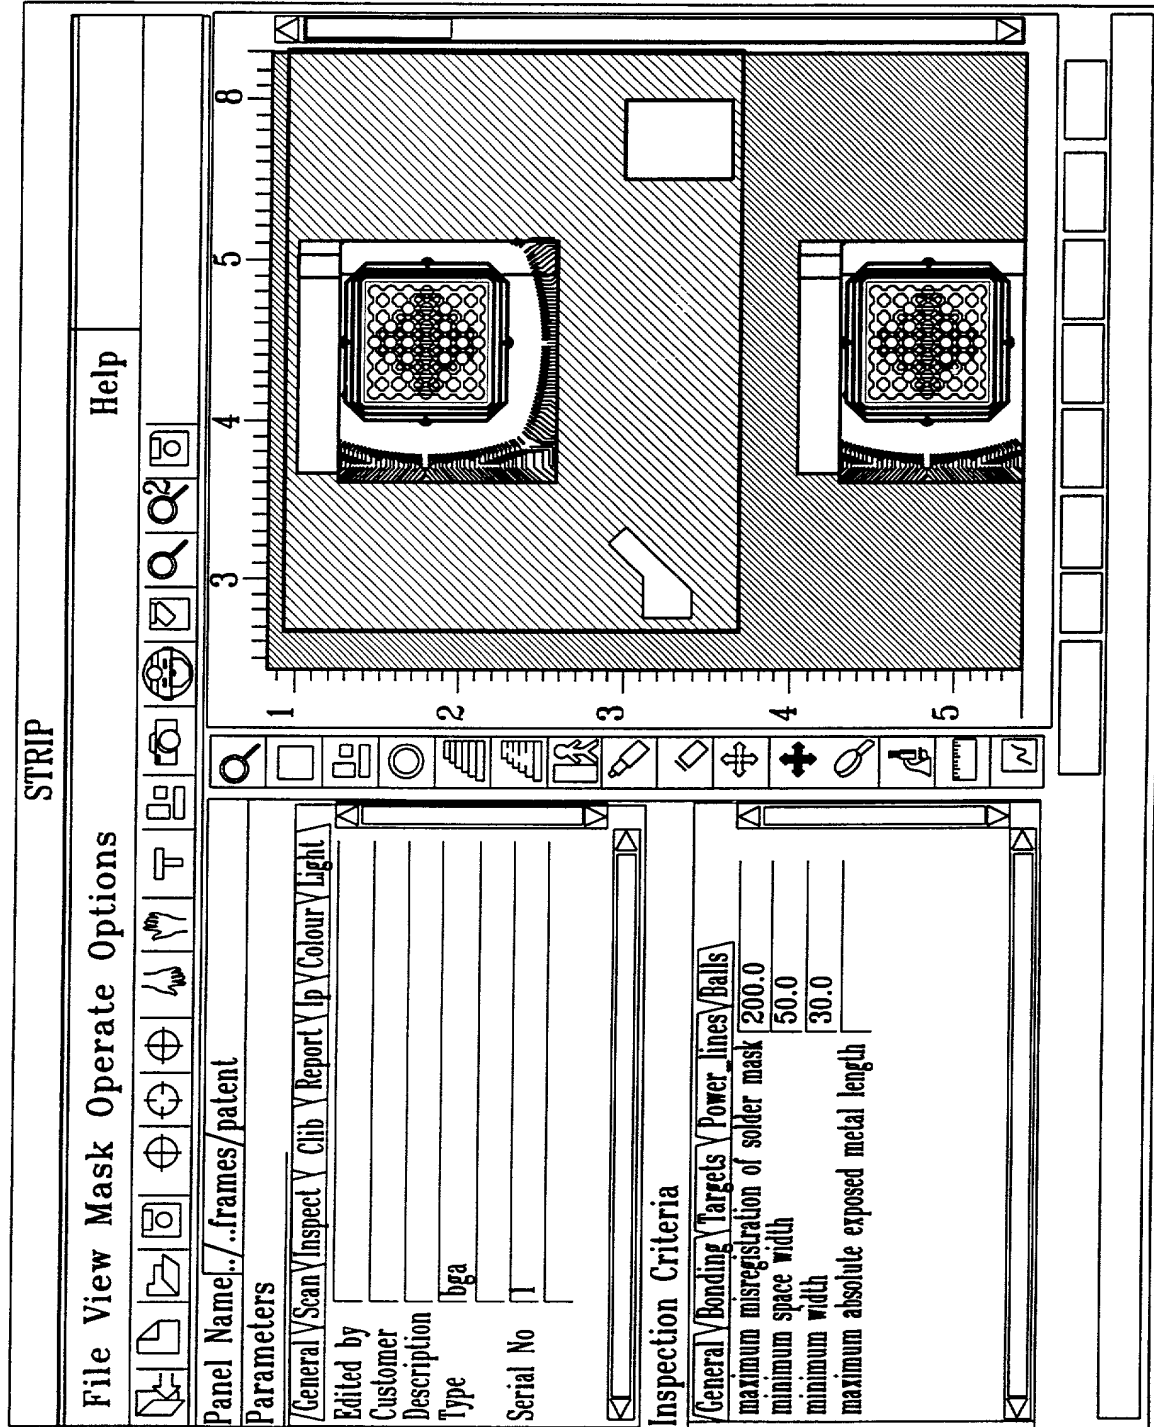 STRIP
File View Mask Operate Options Help
2
Panel Name ../..frames/patent
Parameters
General Scan Inspect Clib Report Ip Colour Light
Edited by
Customer
Description
Type bga
Serial No 1
Inspection Criteria
General Bonding Targets Power_lines Balls
maximum misregistration of solder mask 200.0
minimum space width 50.0
minimum width 30.0
maximum absolute exposed metal length
3 4 5 8
1
2
3
4
5